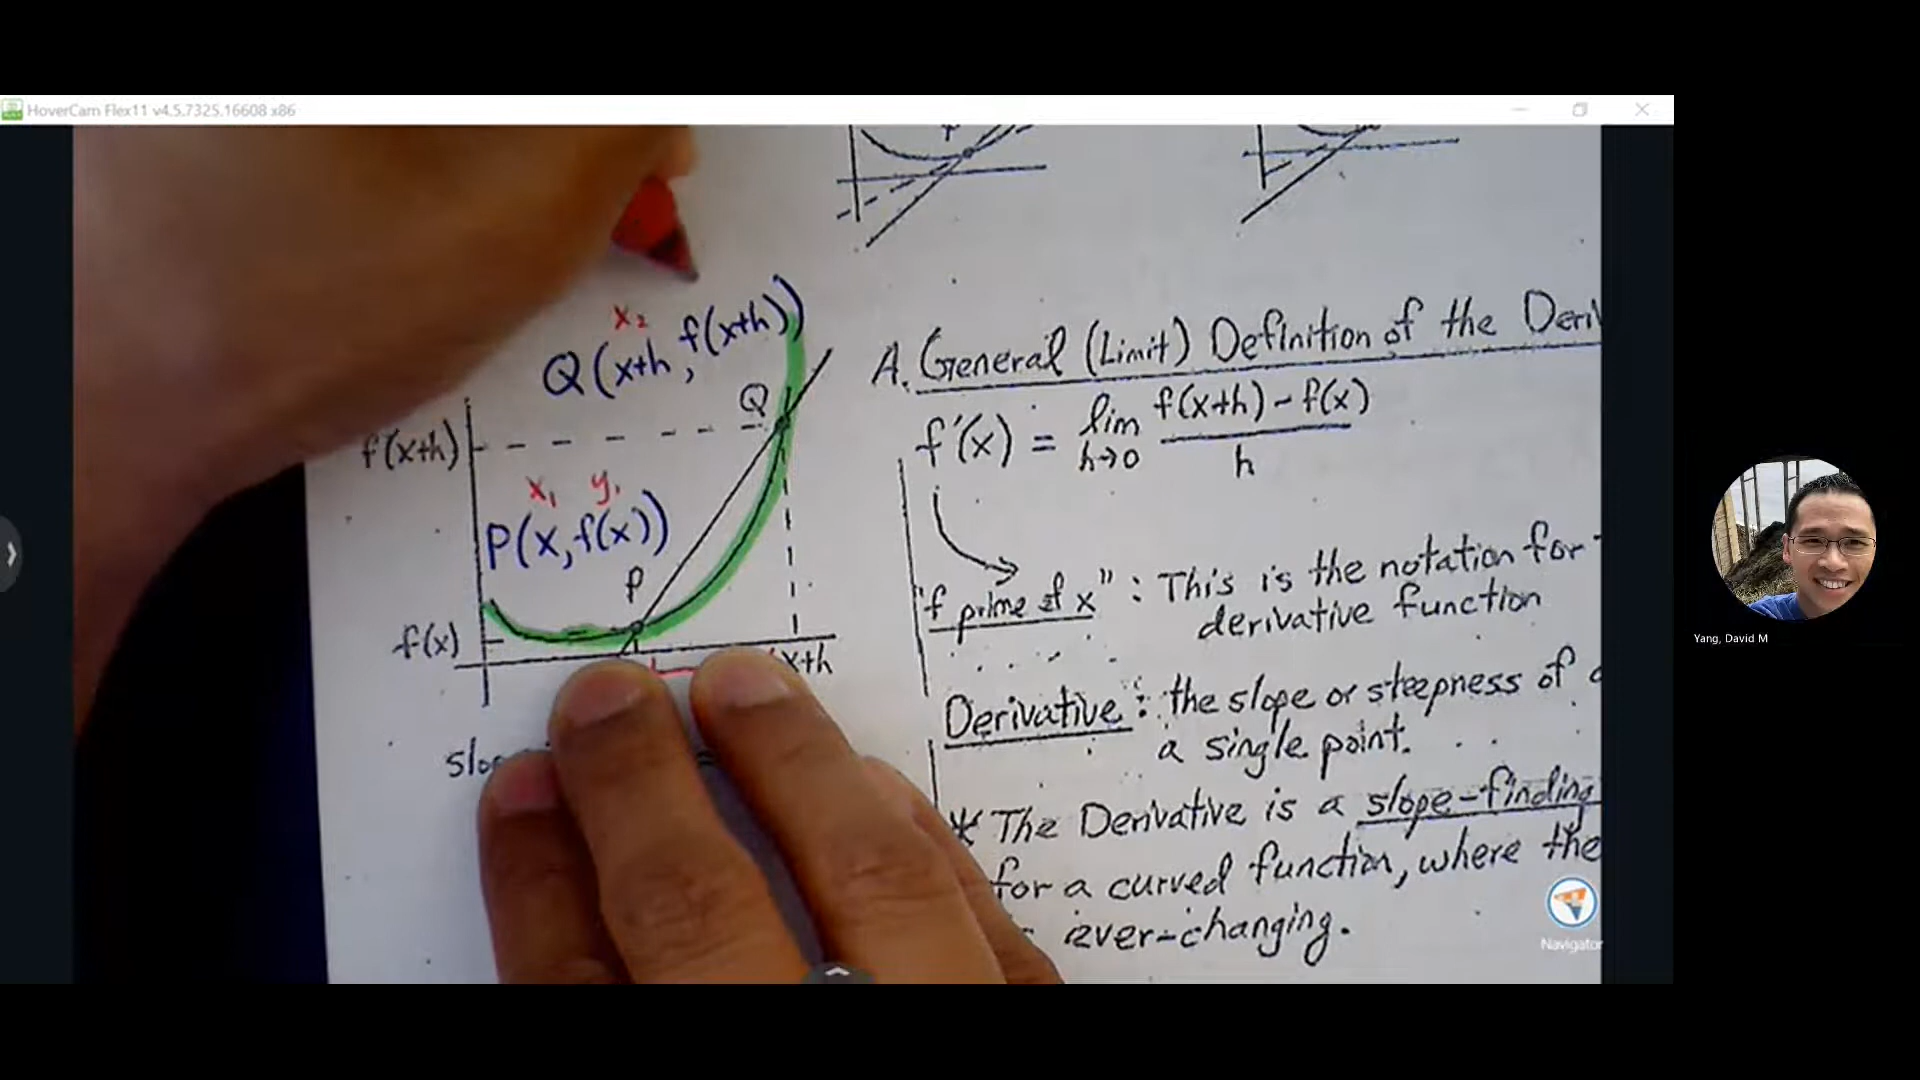 HoverCam Flex11 v4.5.7325.16608 x86
x₂
Q(x+h, f(x+h))
Q
f(x+h)
x₁ y₁
P(x, f(x))
P
f(x)
x+h
A. General (Limit) Definition of the
f'(x) = lim h→0 f(x+h) - f(x) / h
"f prime of x": This is the notation for
derivative function
Derivative: the slope or steepness of
a single point.
* The Derivative is a slope-finding
for a curved function, where the
ever-changing.
Navigator
Yang, David M